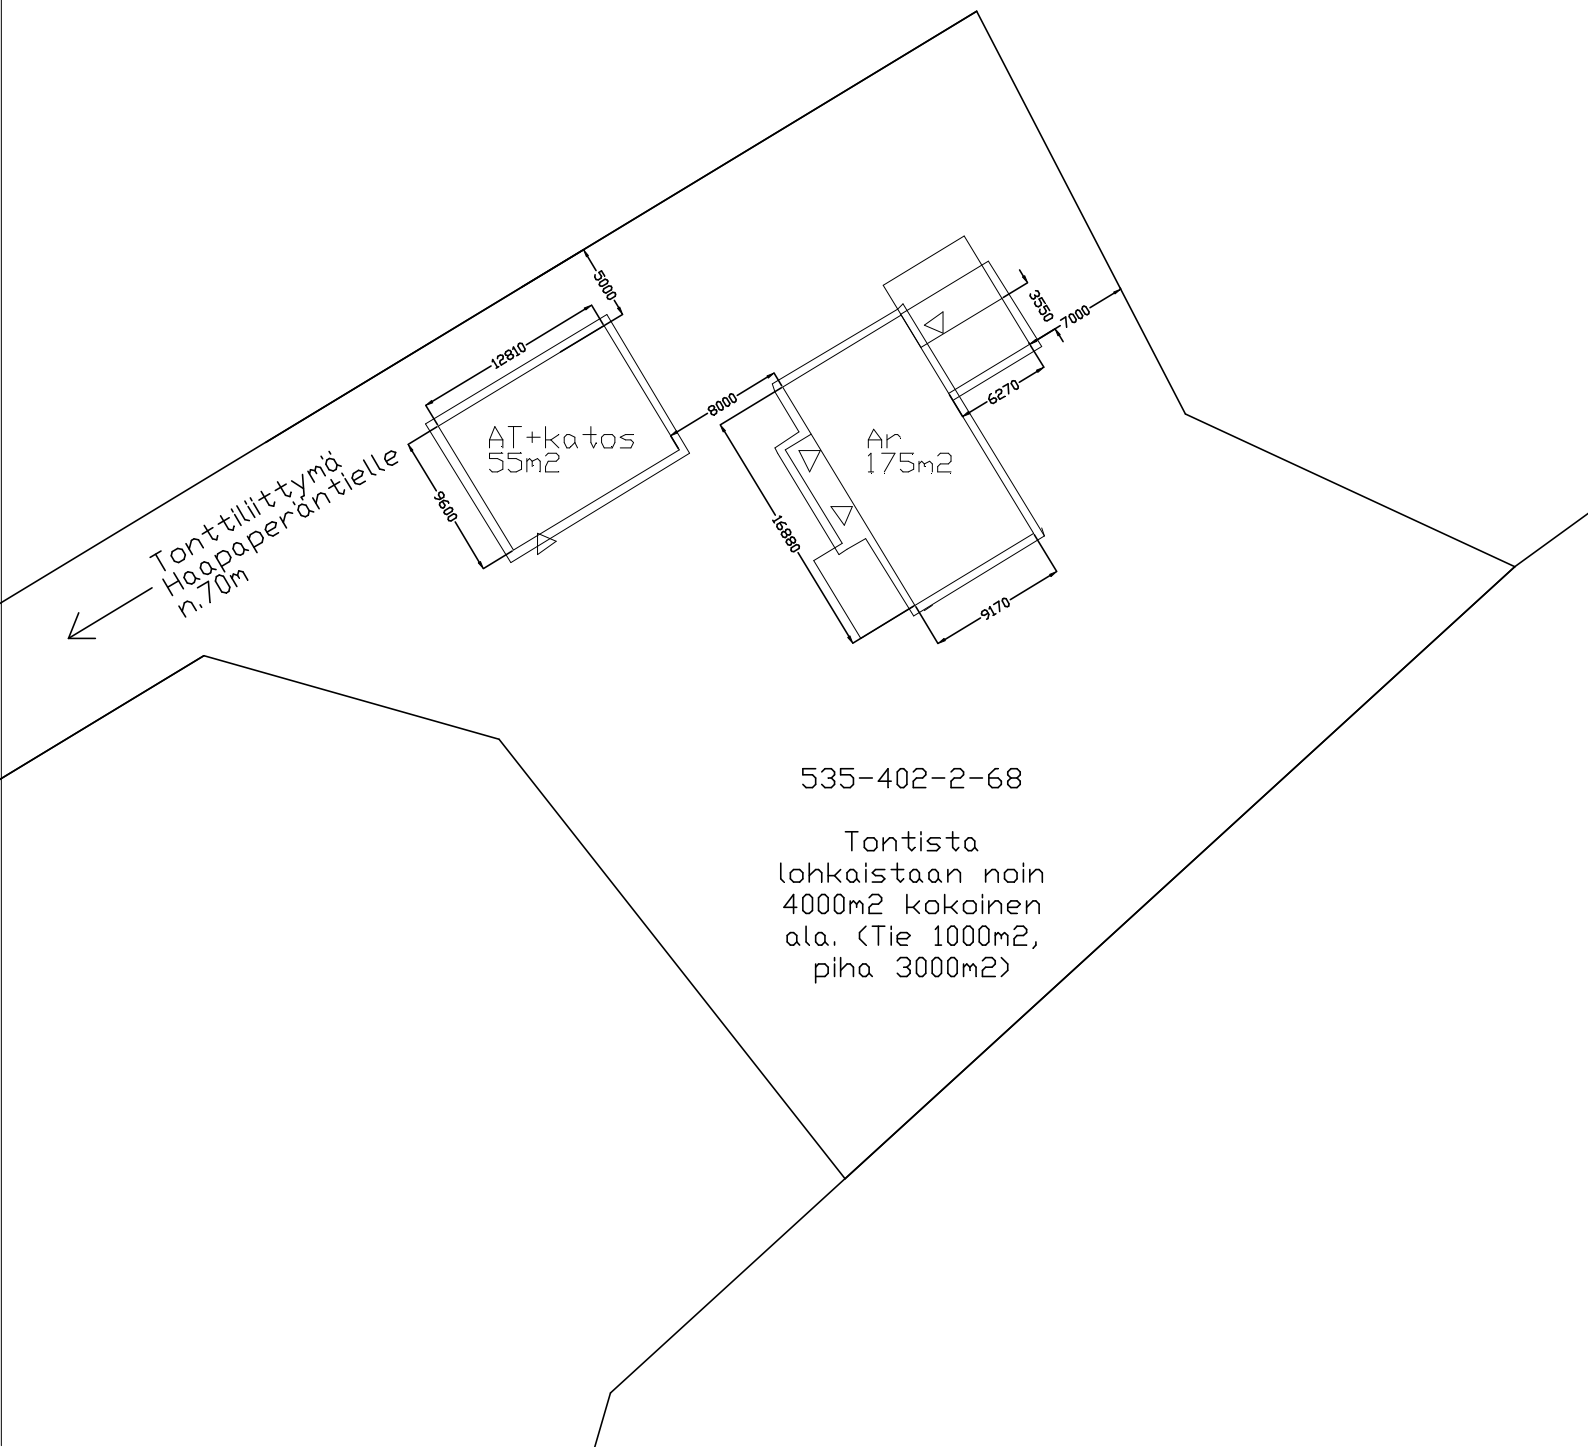 5000
3550
7000
12810
6270
8000
AT+katos
55m2
Ar
175m2
Tonttiliittymä
Haapaperäntielle
n.70m
9600
16880
9170
535-402-2-68
Tontista
lohkaistaan noin
4000m2 kokoinen
ala. (Tie 1000m2,
piha 3000m2)